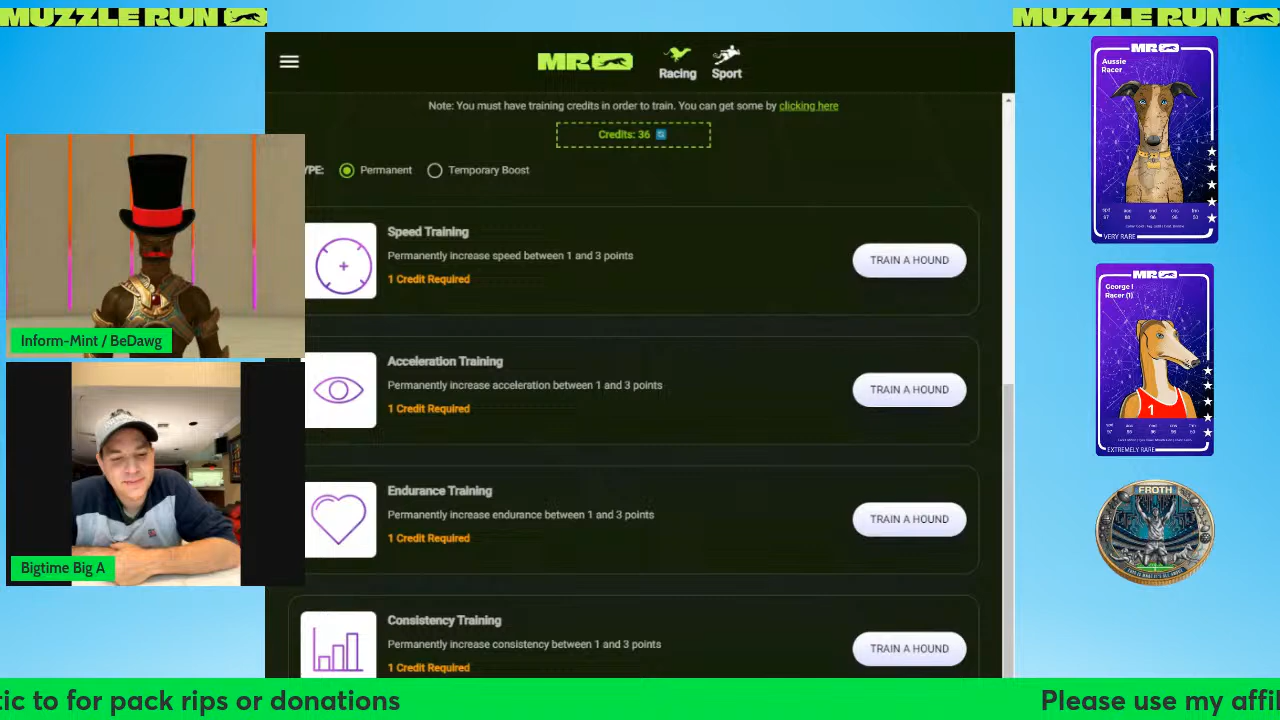 MUZZLE RUN
MUZZLE RUN
MR
Racing
Sport
Note: You must have training credits in order to train. You can get some by clicking here
Credits: 36
YPE:
Permanent
Temporary Boost
Speed Training
Permanently increase speed between 1 and 3 points
1 Credit Required
TRAIN A HOUND
Acceleration Training
Permanently increase acceleration between 1 and 3 points
1 Credit Required
TRAIN A HOUND
Endurance Training
Permanently increase endurance between 1 and 3 points
1 Credit Required
TRAIN A HOUND
Consistency Training
Permanently increase consistency between 1 and 3 points
1 Credit Required
TRAIN A HOUND
Inform-Mint / BeDawg
Bigtime Big A
MR
Aussie
Racer
VERY RARE
MR
George I
Racer (1)
1
EXTREMELY RARE
FROTH
tic to for pack rips or donations
Please use my affil